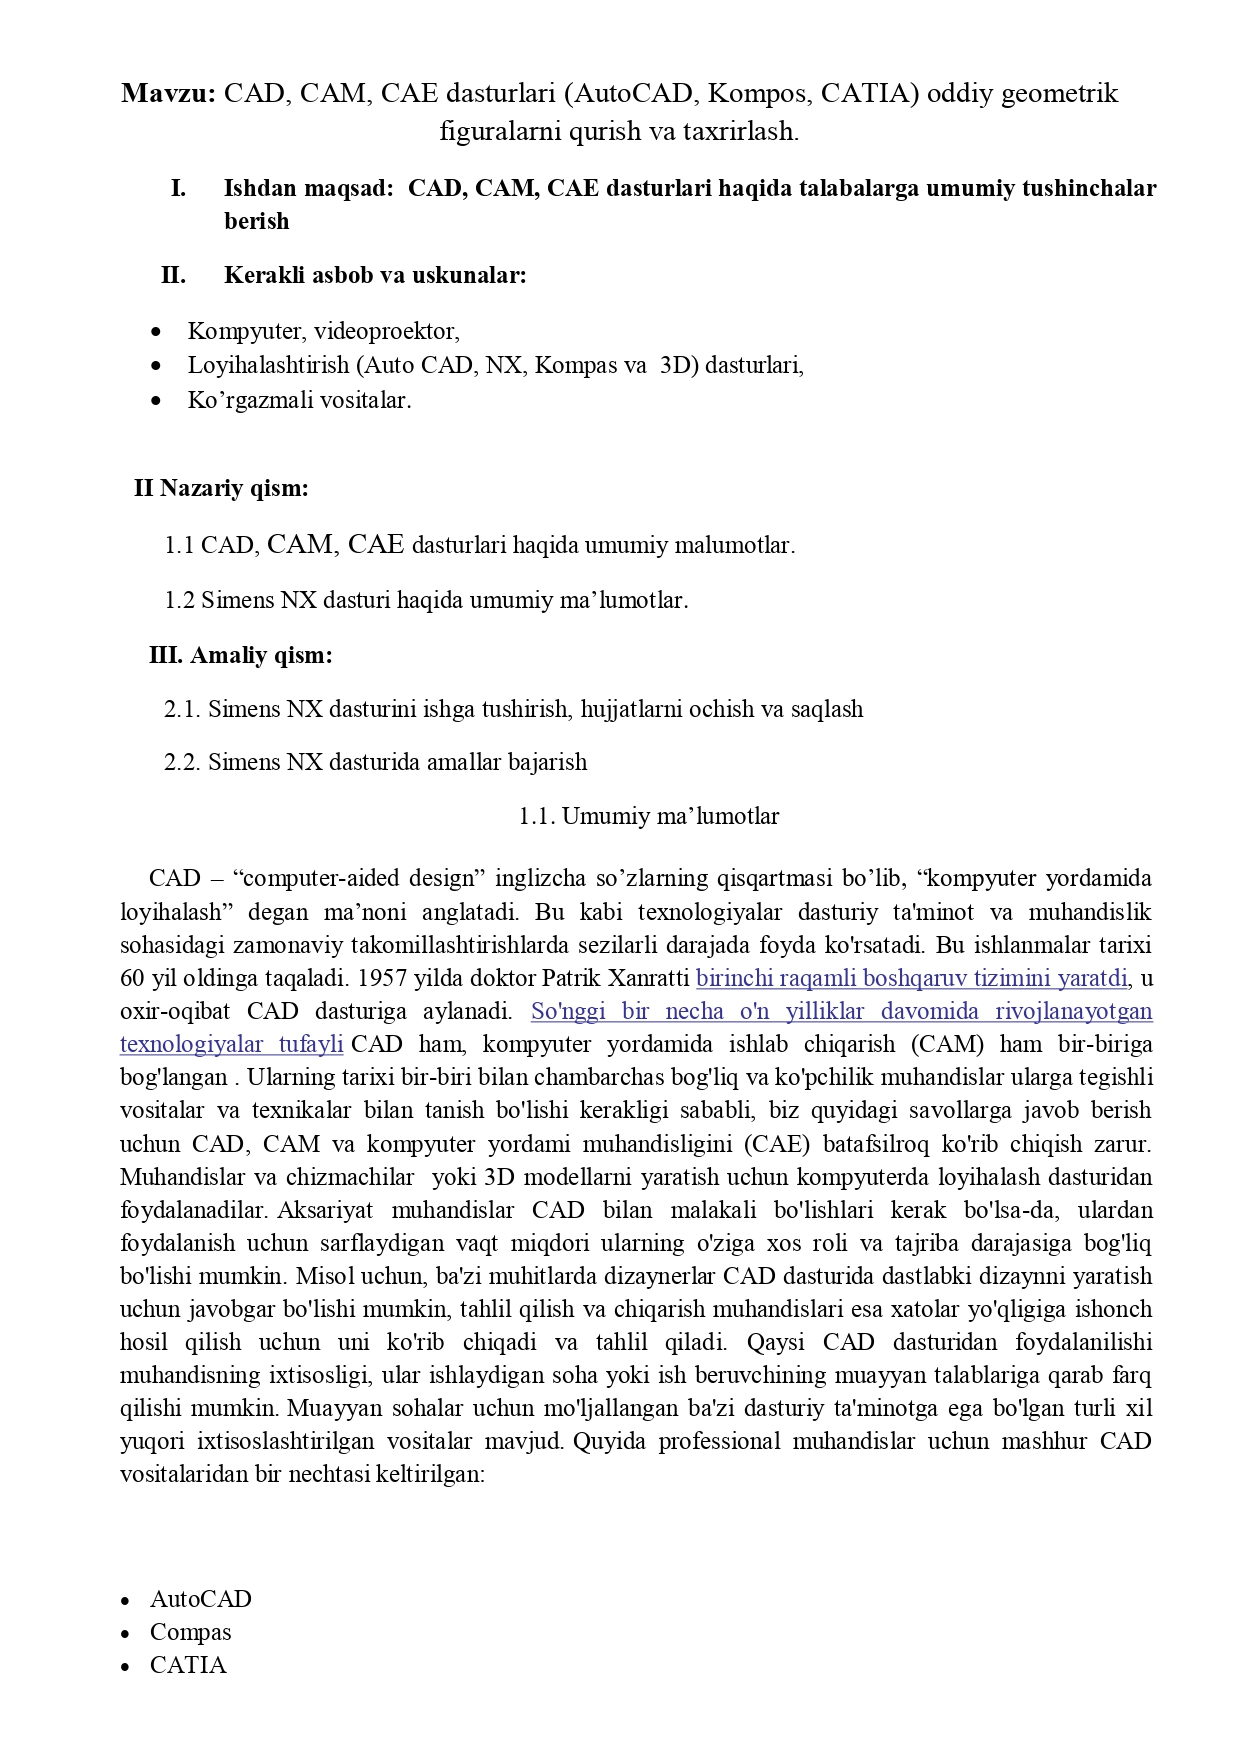 Mavzu: CAD, CAM, CAE dasturlari (AutoCAD, Kompos, CATIA) oddiy geometrik
figuralarni qurish va taxrirlash.
I. Ishdan maqsad: CAD, CAM, CAE dasturlari haqida talabalarga umumiy tushinchalar
berish
II. Kerakli asbob va uskunalar:
• Kompyuter, videoproektor,
• Loyihalashtirish (Auto CAD, NX, Kompas va 3D) dasturlari,
• Ko’rgazmali vositalar.
II Nazariy qism:
1.1 CAD, CAM, CAE dasturlari haqida umumiy malumotlar.
1.2 Simens NX dasturi haqida umumiy ma’lumotlar.
III. Amaliy qism:
2.1. Simens NX dasturini ishga tushirish, hujjatlarni ochish va saqlash
2.2. Simens NX dasturida amallar bajarish
1.1. Umumiy ma’lumotlar
CAD – “computer-aided design” inglizcha so’zlarning qisqartmasi bo’lib, “kompyuter yordamida
loyihalash” degan ma’noni anglatadi. Bu kabi texnologiyalar dasturiy ta'minot va muhandislik
sohasidagi zamonaviy takomillashtirishlarda sezilarli darajada foyda ko'rsatadi. Bu ishlanmalar tarixi
60 yil oldinga taqaladi. 1957 yilda doktor Patrik Xanratti birinchi raqamli boshqaruv tizimini yaratdi, u
oxir-oqibat CAD dasturiga aylanadi. So'nggi bir necha o'n yilliklar davomida rivojlanayotgan
texnologiyalar tufayli CAD ham, kompyuter yordamida ishlab chiqarish (CAM) ham bir-biriga
bog'langan . Ularning tarixi bir-biri bilan chambarchas bog'liq va ko'pchilik muhandislar ularga tegishli
vositalar va texnikalar bilan tanish bo'lishi kerakligi sababli, biz quyidagi savollarga javob berish
uchun CAD, CAM va kompyuter yordami muhandisligini (CAE) batafsilroq ko'rib chiqish zarur.
Muhandislar va chizmachilar yoki 3D modellarni yaratish uchun kompyuterda loyihalash dasturidan
foydalanadilar. Aksariyat muhandislar CAD bilan malakali bo'lishlari kerak bo'lsa-da, ulardan
foydalanish uchun sarflaydigan vaqt miqdori ularning o'ziga xos roli va tajriba darajasiga bog'liq
bo'lishi mumkin. Misol uchun, ba'zi muhitlarda dizaynerlar CAD dasturida dastlabki dizaynni yaratish
uchun javobgar bo'lishi mumkin, tahlil qilish va chiqarish muhandislari esa xatolar yo'qligiga ishonch
hosil qilish uchun uni ko'rib chiqadi va tahlil qiladi. Qaysi CAD dasturidan foydalanilishi
muhandisning ixtisosligi, ular ishlaydigan soha yoki ish beruvchining muayyan talablariga qarab farq
qilishi mumkin. Muayyan sohalar uchun mo'ljallangan ba'zi dasturiy ta'minotga ega bo'lgan turli xil
yuqori ixtisoslashtirilgan vositalar mavjud. Quyida professional muhandislar uchun mashhur CAD
vositalaridan bir nechtasi keltirilgan:
• AutoCAD
• Compas
• CATIA